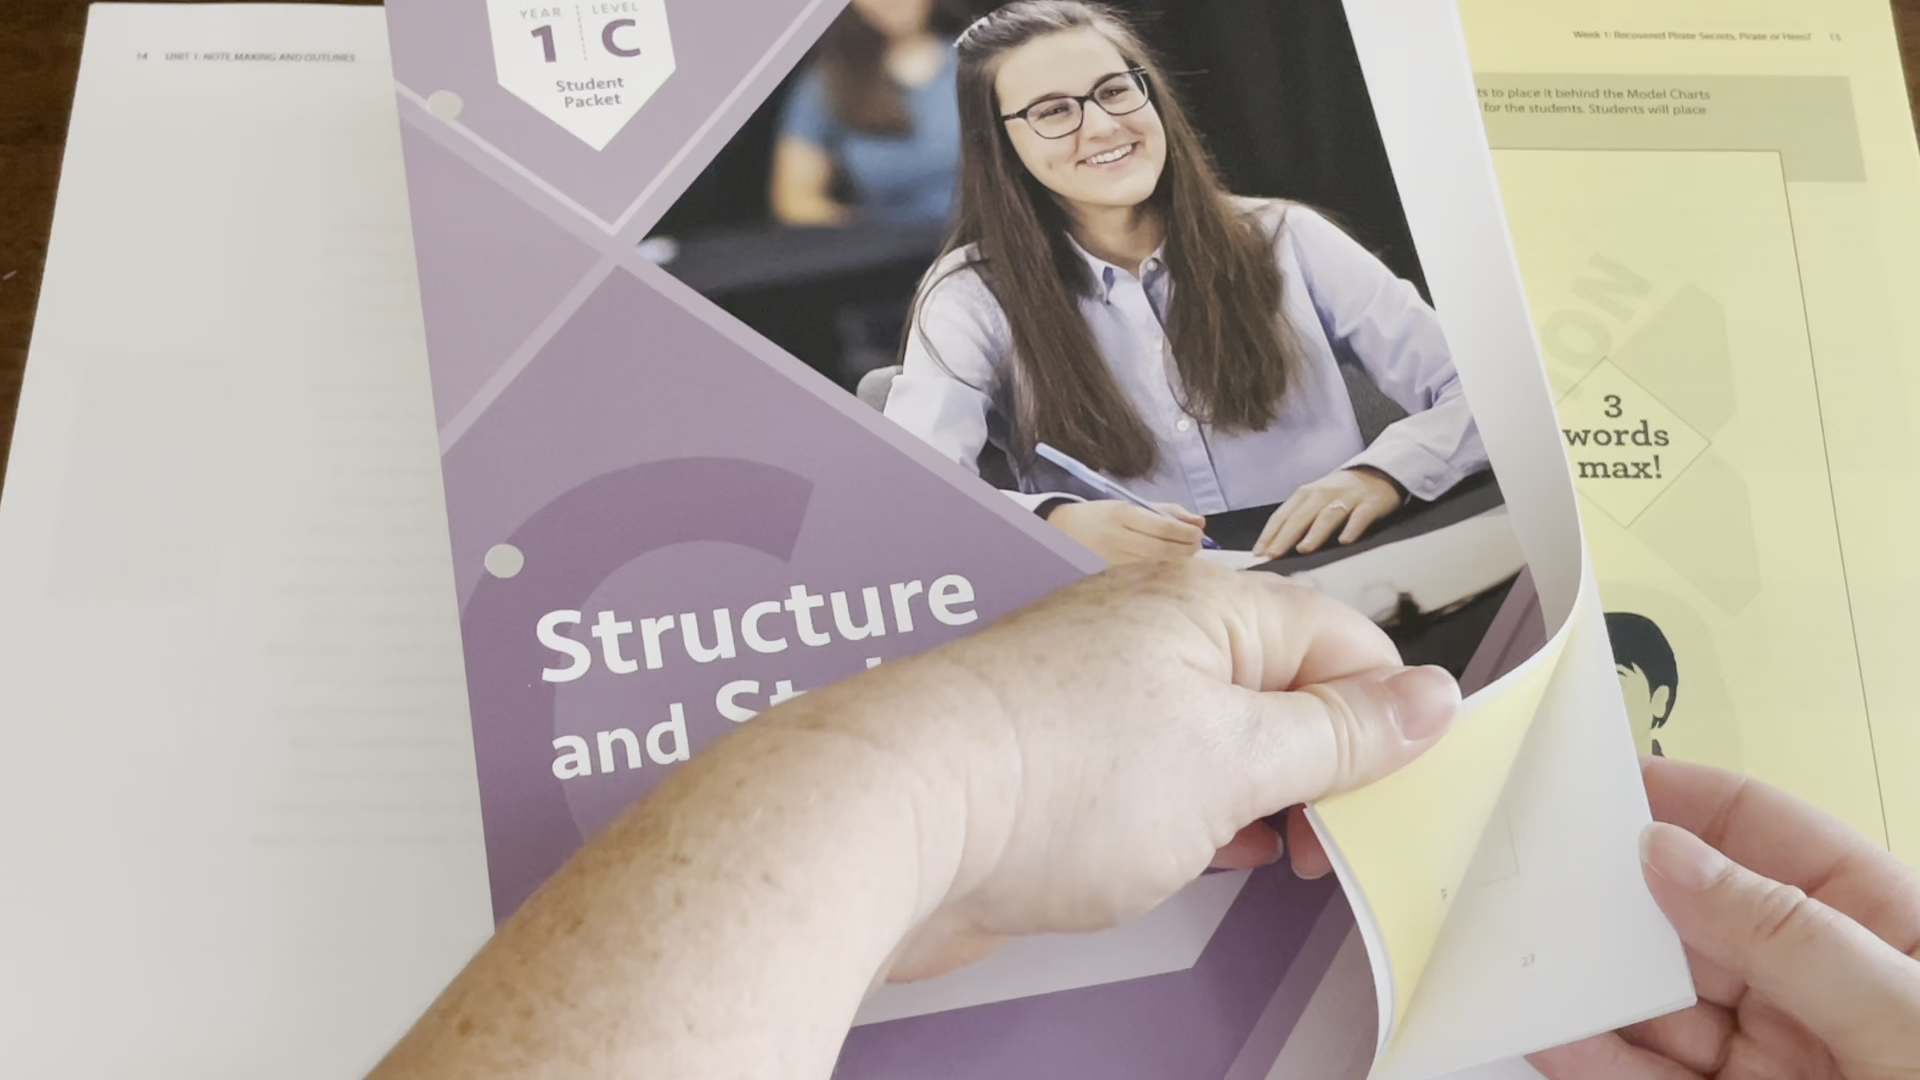 14 UNIT 1: NOTE MAKING AND OUTLINES
YEAR LEVEL
1 C
Student
Packet
Structure
and
Week 1: Recovered Pirate Secrets, Pirate or Hero? 15
to place it behind the Model Charts
for the students. Students will place
3
words
max!
27